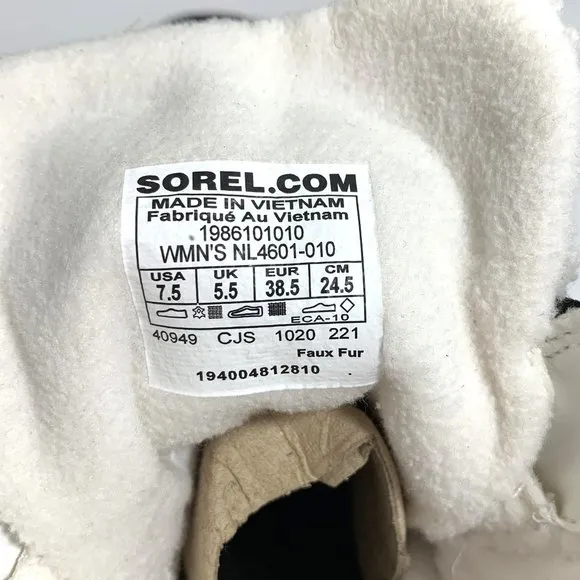 SOREL.COM
MADE IN VIETNAM
Fabriqué Au Vietnam
1986101010
WMN'S NL4601-010
USA UK EUR CM
7.5 5.5 38.5 24.5
ECA-10
40949 CJS 1020 221
Faux Fur
194004812810